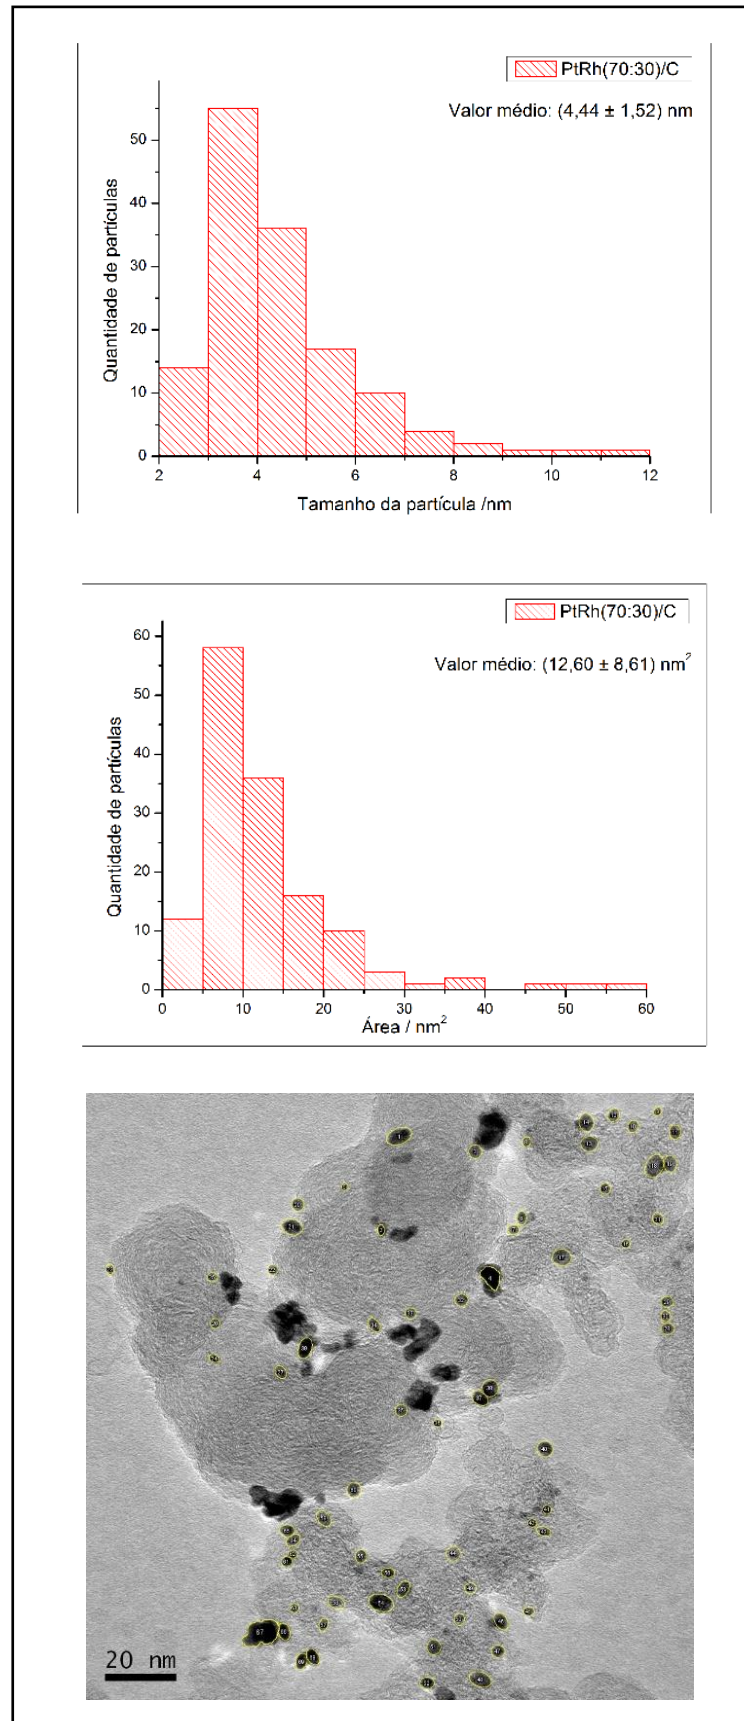 PtRh(70:30)/C
Valor médio: (4,44 ± 1,52) nm
50
40
30
20
10
0
Quantidade de partículas
2 4 6 8 10 12
Tamanho da partícula /nm
PtRh(70:30)/C
Valor médio: (12,60 ± 8,61) nm²
60
50
40
30
20
10
0
Quantidade de partículas
0 10 20 30 40 50 60
Área / nm²
20 nm